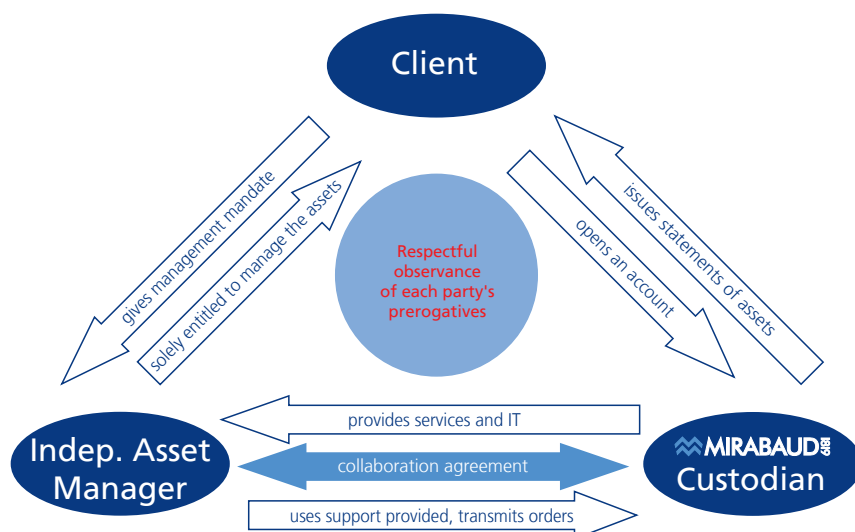 Client
gives management mandate
solely entitled to manage the assets
issues statements of assets
opens an account
Respectful
observance
of each party's
prerogatives
provides services and IT
Indep. Asset
Manager
collaboration agreement
MIRABAUD 1819
Custodian
uses support provided, transmits orders